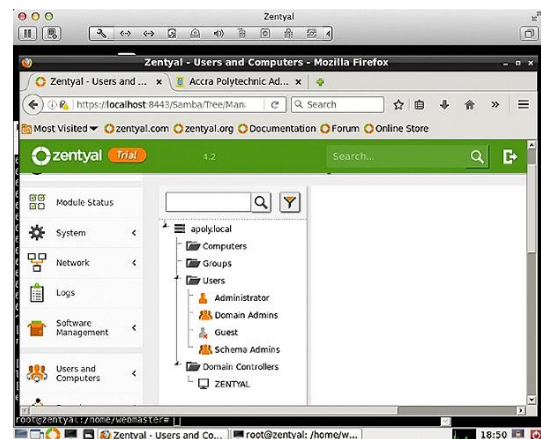 Zentyal
Zentyal - Users and Computers - Mozilla Firefox
Zentyal - Users and ... × Accra Polytechnic Ad... ×
https://localhost:8443/Samba/Tree/Man
Search
Most Visited zentyal.com zentyal.org Documentation Forum Online Store
zentyal Trial 4.2 Search...
Module Status
System
Network
Logs
Software
Management
Users and
Computers
apoly.local
Computers
Groups
Users
Administrator
Domain Admins
Guest
Schema Admins
Domain Controllers
ZENTYAL
root@zentyal:/home/webmaster#
Zentyal - Users and Co... root@zentyal: /home/w... 18:50